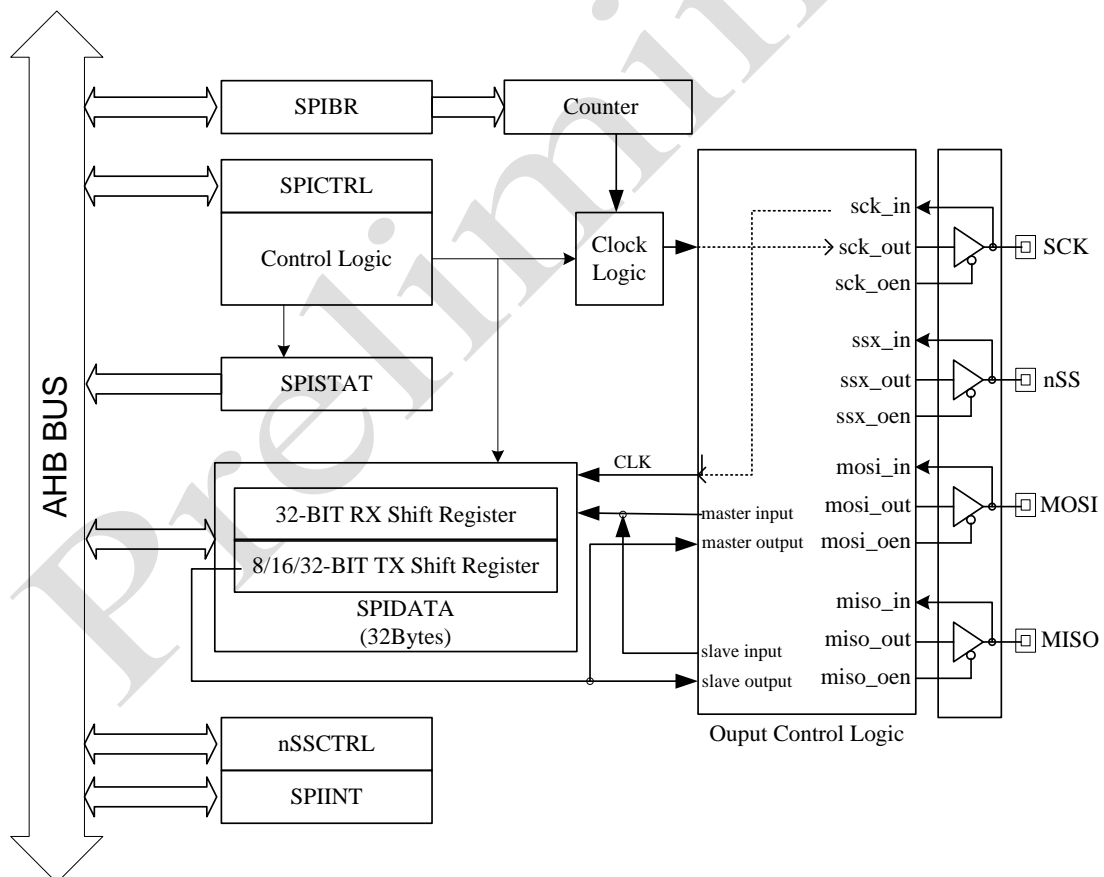 Prelimin
AHB BUS
SPIBR
Counter
SPICTRL
Control Logic
Clock
Logic
SPISTAT
CLK
32-BIT RX Shift Register
8/16/32-BIT TX Shift Register
SPIDATA
(32Bytes)
master input
master output
slave input
slave output
sck_in
sck_out
sck_oen
ssx_in
ssx_out
ssx_oen
mosi_in
mosi_out
mosi_oen
miso_in
miso_out
miso_oen
SCK
nSS
MOSI
MISO
Ouput Control Logic
nSSCTRL
SPIINT